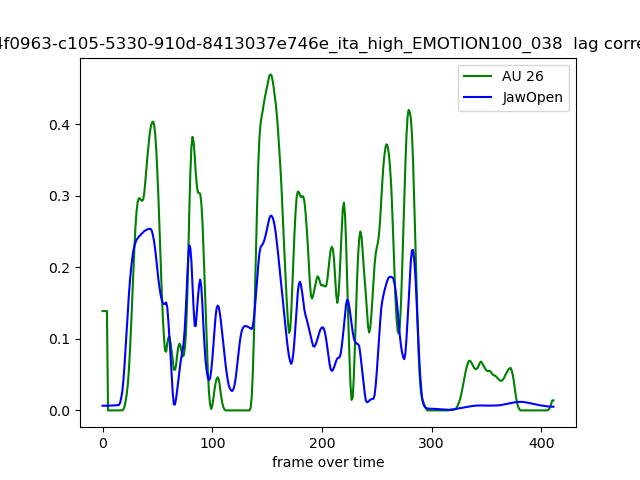 4f0963-c105-5330-910d-8413037e746e_ita_high_EMOTION100_038 lag corre
AU 26
JawOpen
0.4
0.3
0.2
0.1
0.0
0 100 200 300 400
frame over time